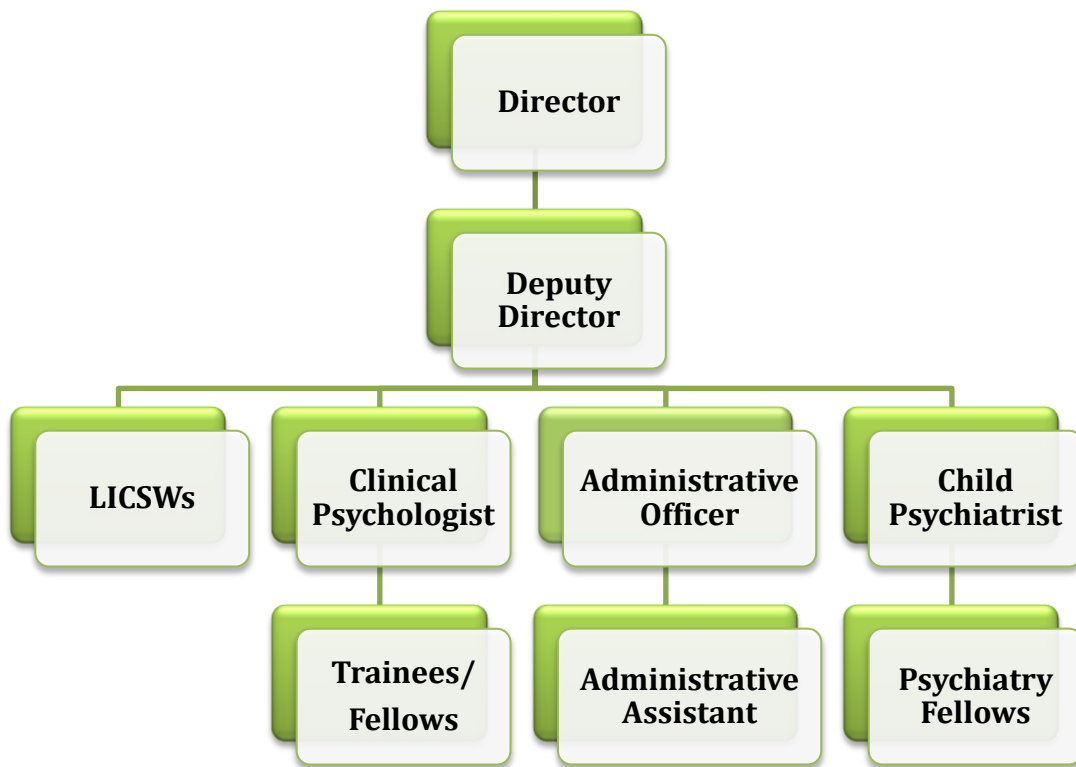 Director
Deputy
Director
LICSWs
Clinical
Psychologist
Administrative
Officer
Child
Psychiatrist
Trainees/
Fellows
Administrative
Assistant
Psychiatry
Fellows